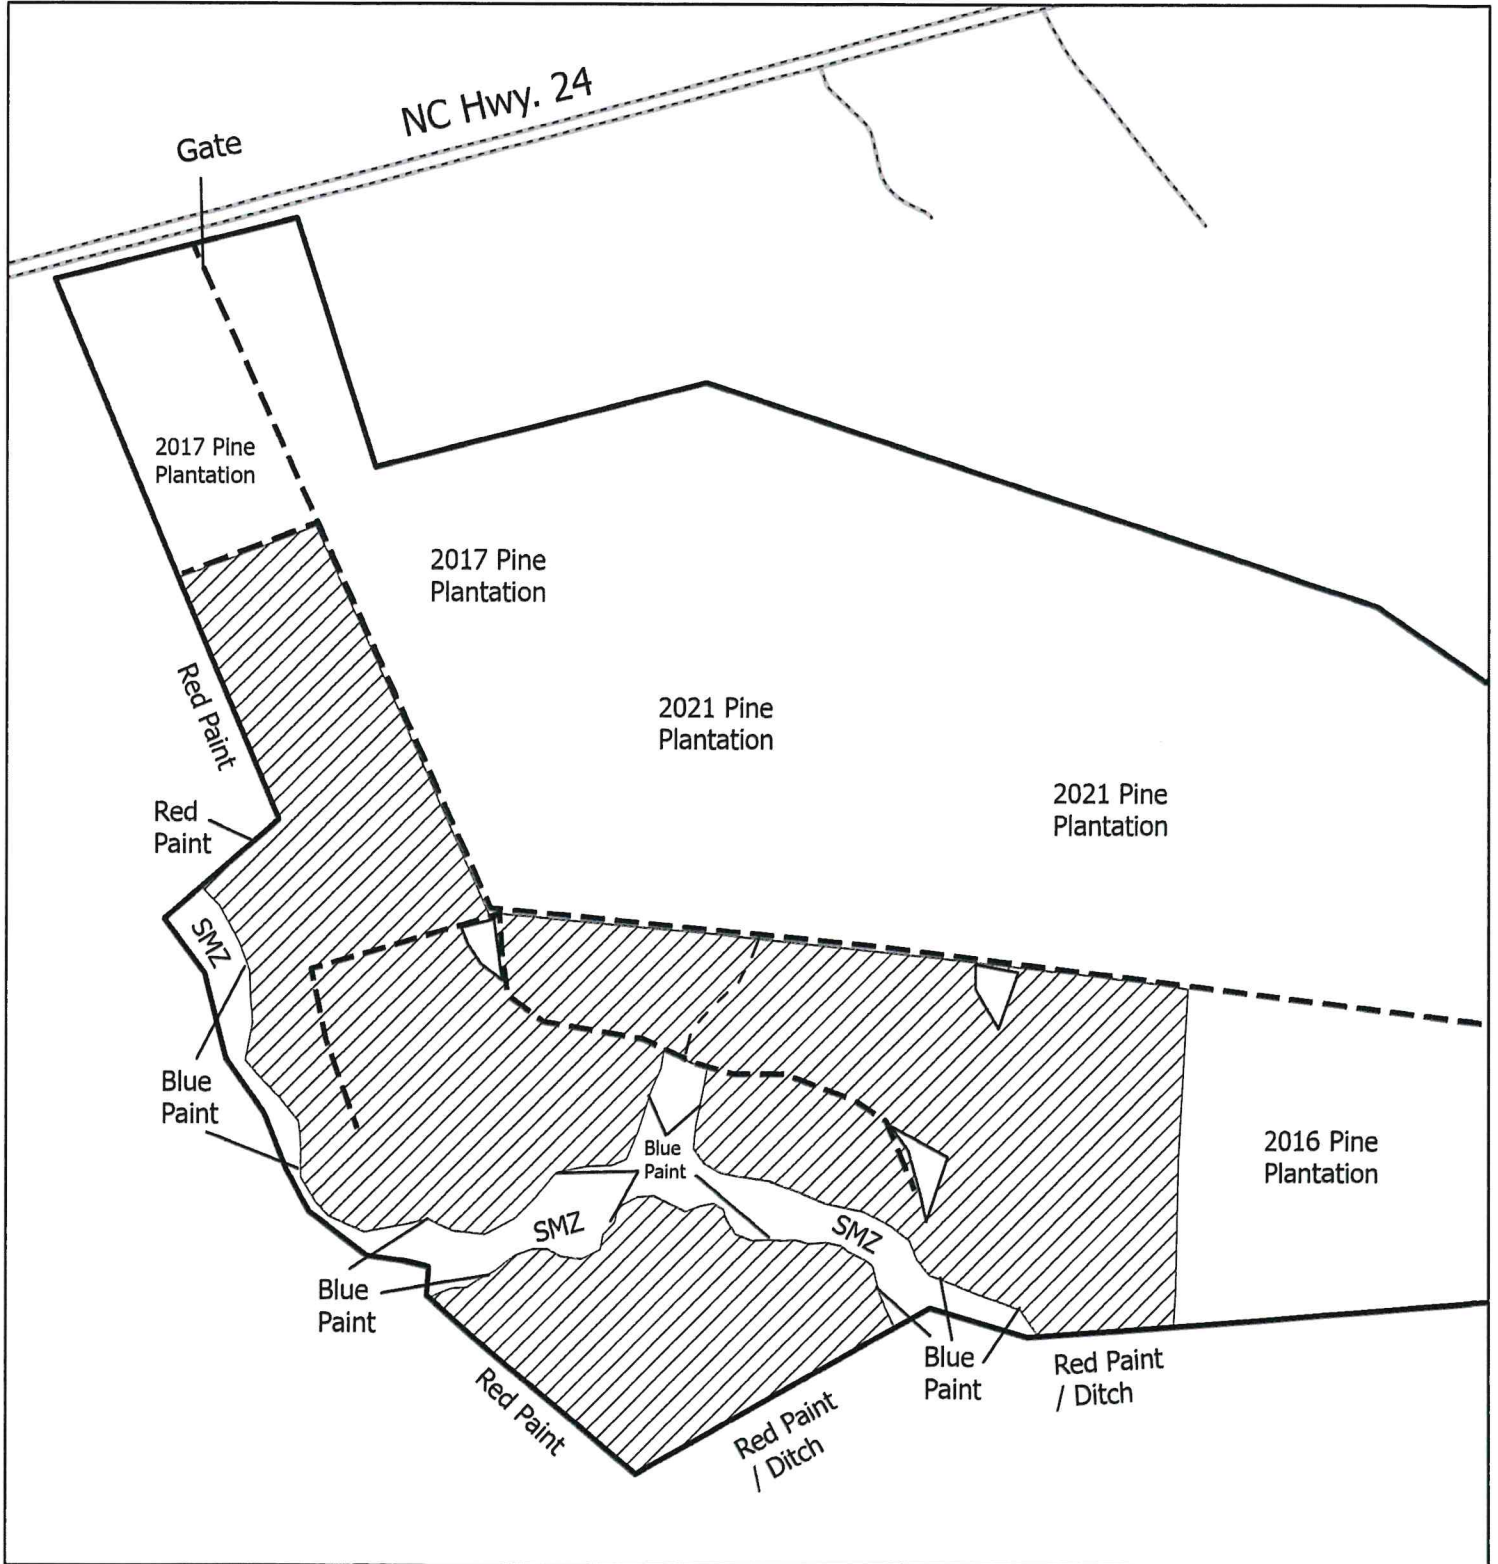 NC Hwy. 24
Gate
2017 Pine
Plantation
2017 Pine
Plantation
Red Paint
2021 Pine
Plantation
2021 Pine
Plantation
Red
Paint
SMZ
Blue
Paint
Blue
Paint
2016 Pine
Plantation
SMZ
SMZ
Blue
Paint
Blue
Paint
Red Paint
/ Ditch
Red Paint
Red Paint
/ Ditch